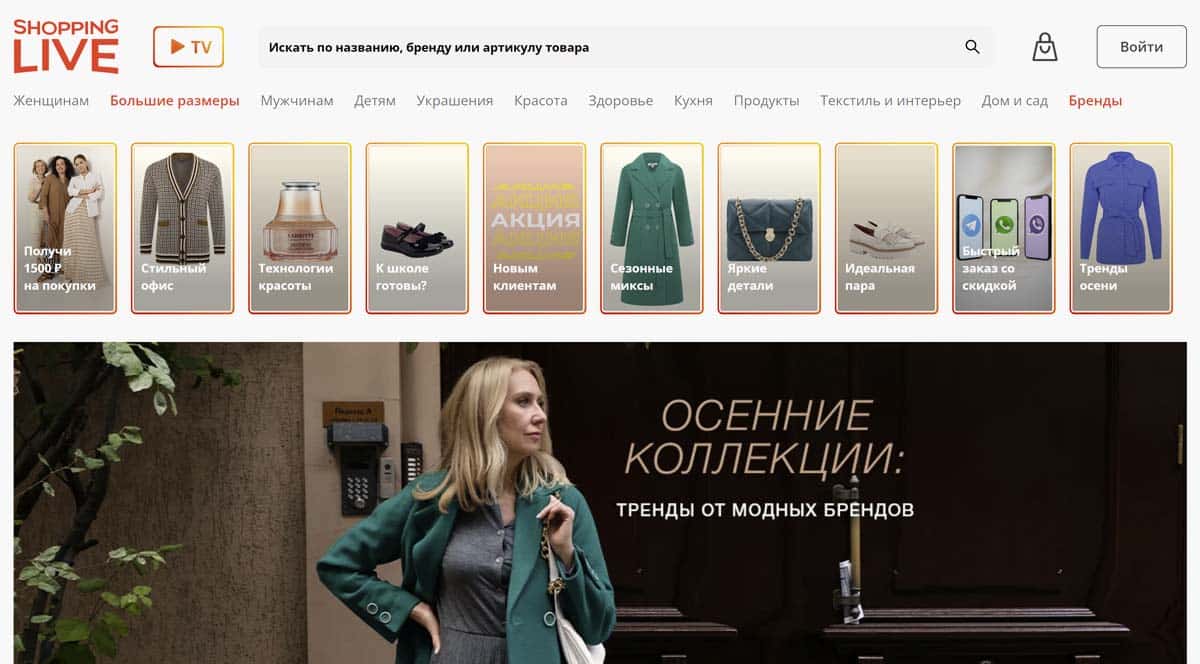 SHOPPING
LIVE
TV
Искать по названию, бренду или артикулу товара
Войти
Женщинам Большие размеры Мужчинам Детям Украшения Красота Здоровье Кухня Продукты Текстиль и интерьер Дом и сад Бренды
Получи
1500 ₽
на покупки
Стильный
офис
Технологии
красоты
К школе
готовы?
АКЦИЯ
Новым
клиентам
Сезонные
миксы
Яркие
детали
Идеальная
пара
Быстрый
заказ со
скидкой
Тренды
осени
ОСЕННИЕ
КОЛЛЕКЦИИ:
ТРЕНДЫ ОТ МОДНЫХ БРЕНДОВ